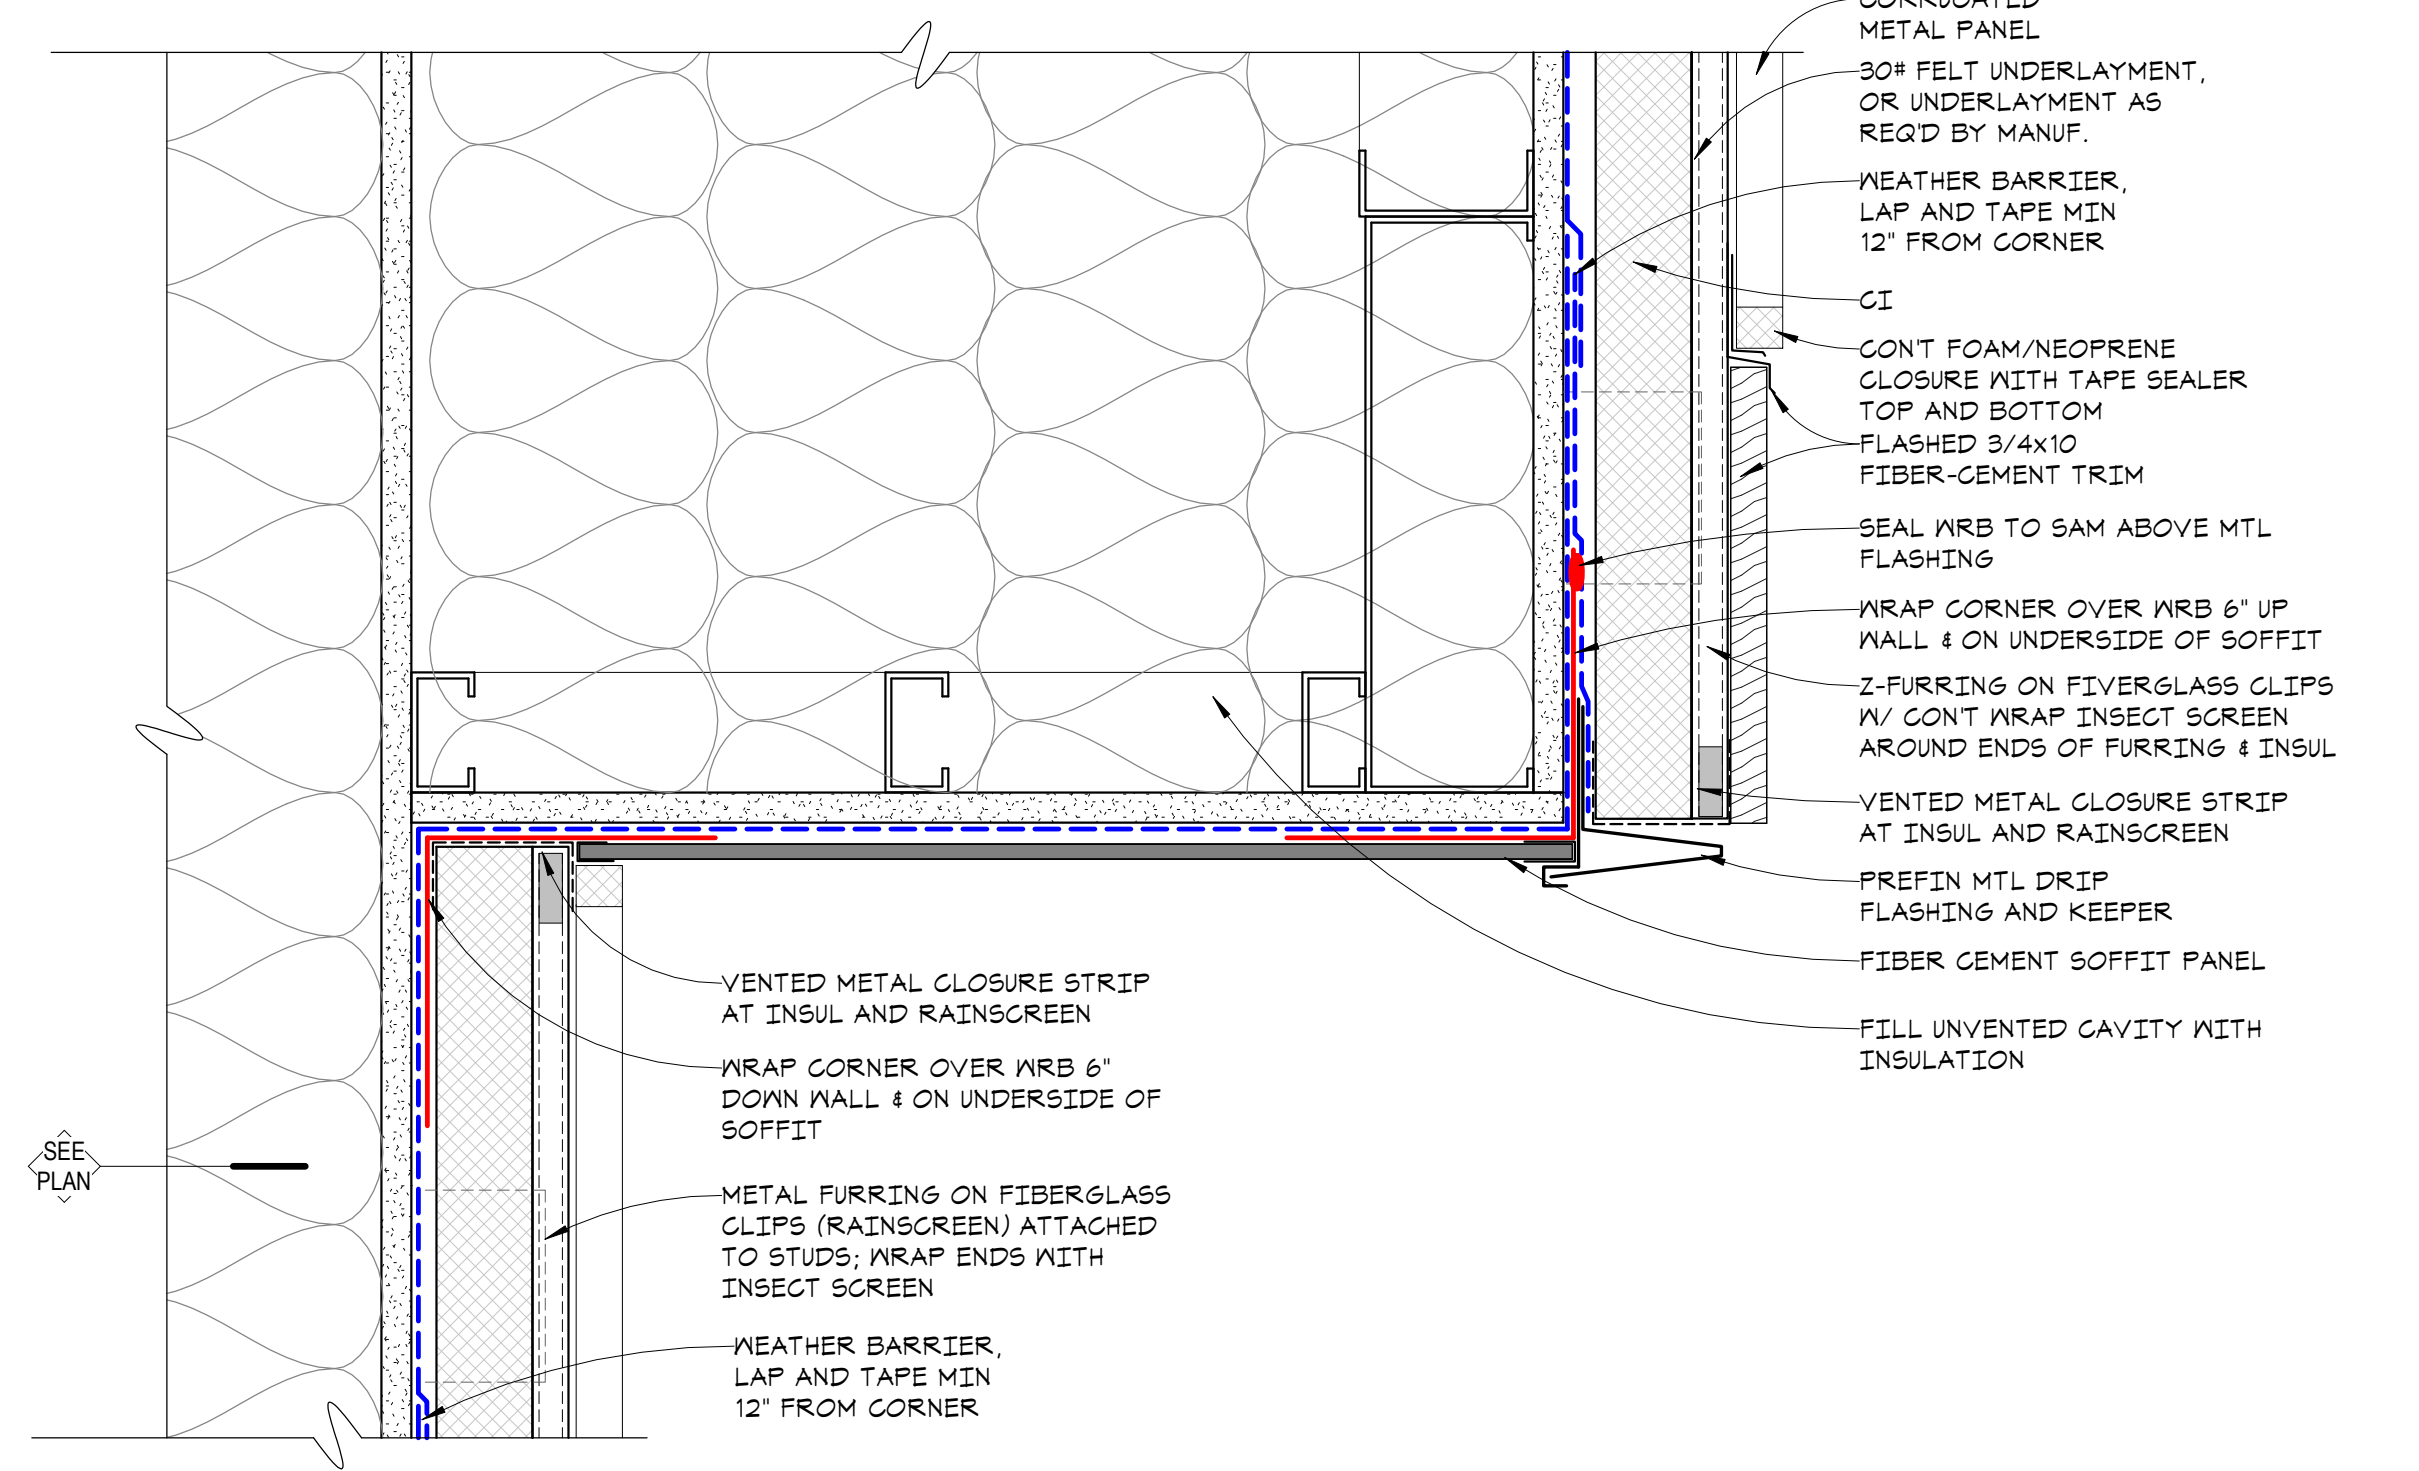 CORRUGATED
METAL PANEL
30# FELT UNDERLAYMENT,
OR UNDERLAYMENT AS
REQ'D BY MANUF.
WEATHER BARRIER,
LAP AND TAPE MIN
12" FROM CORNER
CI
CON'T FOAM/NEOPRENE
CLOSURE WITH TAPE SEALER
TOP AND BOTTOM
FLASHED 3/4x10
FIBER-CEMENT TRIM
SEAL WRB TO SAM ABOVE MTL
FLASHING
WRAP CORNER OVER WRB 6" UP
WALL & ON UNDERSIDE OF SOFFIT
Z-FURRING ON FIVERGLASS CLIPS
W/ CON'T WRAP INSECT SCREEN
AROUND ENDS OF FURRING & INSUL
VENTED METAL CLOSURE STRIP
AT INSUL AND RAINSCREEN
PREFIN MTL DRIP
FLASHING AND KEEPER
FIBER CEMENT SOFFIT PANEL
FILL UNVENTED CAVITY WITH
INSULATION
VENTED METAL CLOSURE STRIP
AT INSUL AND RAINSCREEN
WRAP CORNER OVER WRB 6"
DOWN WALL & ON UNDERSIDE OF
SOFFIT
METAL FURRING ON FIBERGLASS
CLIPS (RAINSCREEN) ATTACHED
TO STUDS; WRAP ENDS WITH
INSECT SCREEN
WEATHER BARRIER,
LAP AND TAPE MIN
12" FROM CORNER
SEE
PLAN